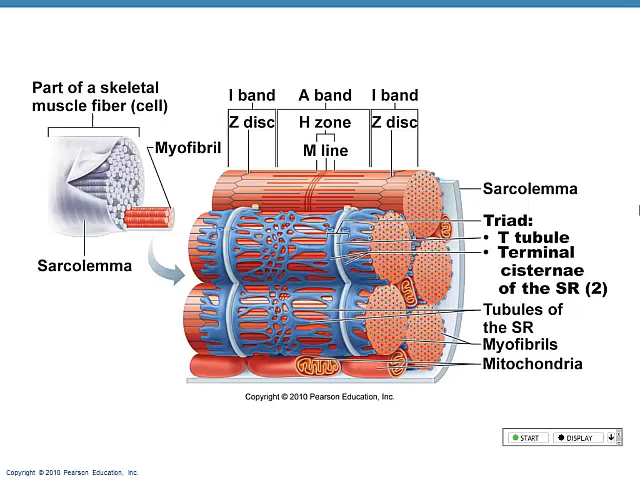 Part of a skeletal
muscle fiber (cell)
I band
A band
I band
Z disc
H zone
Z disc
M line
Myofibril
Sarcolemma
Sarcolemma
Triad:
• T tubule
• Terminal
cisternae
of the SR (2)
Tubules of
the SR
Myofibrils
Mitochondria
Copyright © 2010 Pearson Education, Inc.
START
DISPLAY
Copyright © 2010 Pearson Education, Inc.